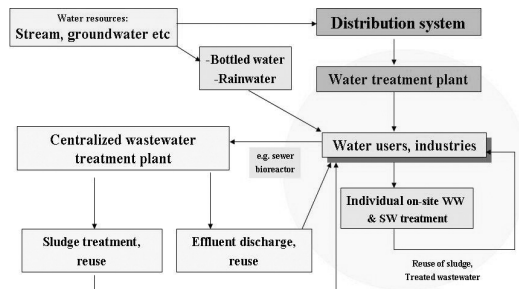 Water resources:
Stream, groundwater etc
Distribution system
-Bottled water
-Rainwater
Water treatment plant
Centralized wastewater
treatment plant
e.g. sewer
bioreactor
Water users, industries
Individual on-site WW
& SW treatment
Sludge treatment,
reuse
Effluent discharge,
reuse
Reuse of sludge,
Treated wastewater